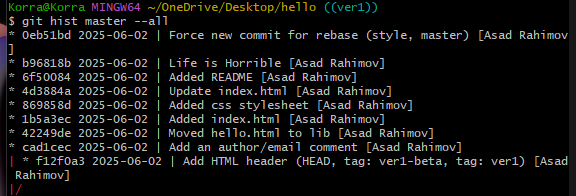 Korra@Korra MINGW64 ~/OneDrive/Desktop/hello ((ver1))
$ git hist master --all
* 0eb51bd 2025-06-02 | Force new commit for rebase (style, master) [Asad Rahimov
]
* b96818b 2025-06-02 | Life is Horrible [Asad Rahimov]
* 6f50084 2025-06-02 | Added README [Asad Rahimov]
* 4d3884a 2025-06-02 | Update index.html [Asad Rahimov]
* 869858d 2025-06-02 | Added css stylesheet [Asad Rahimov]
* 1b5a3ec 2025-06-02 | Added index.html [Asad Rahimov]
* 42249de 2025-06-02 | Moved hello.html to lib [Asad Rahimov]
* cad1cec 2025-06-02 | Add an author/email comment [Asad Rahimov]
| * f12f0a3 2025-06-02 | Add HTML header (HEAD, tag: ver1-beta, tag: ver1) [Asad
 Rahimov]
|/